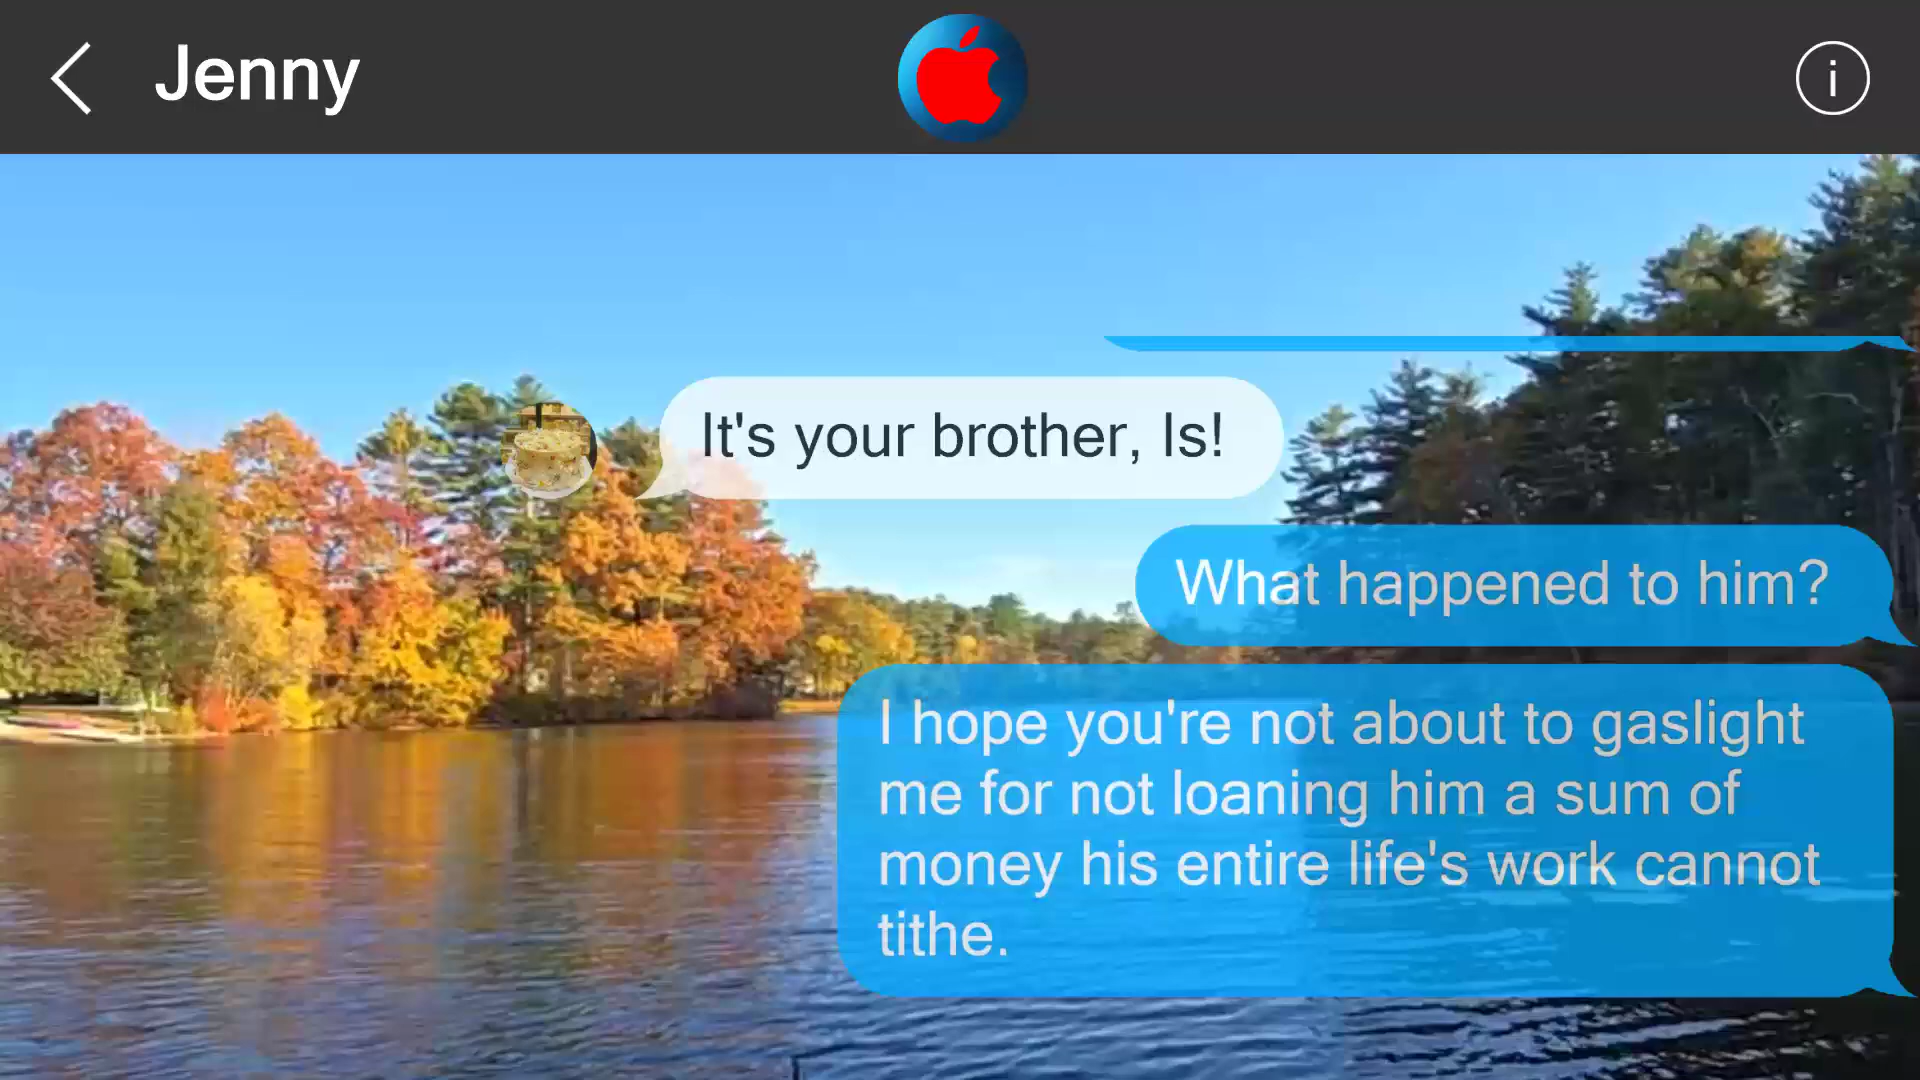 Jenny
i
It's your brother, Is!
What happened to him?
I hope you're not about to gaslight
me for not loaning him a sum of
money his entire life's work cannot
tithe.